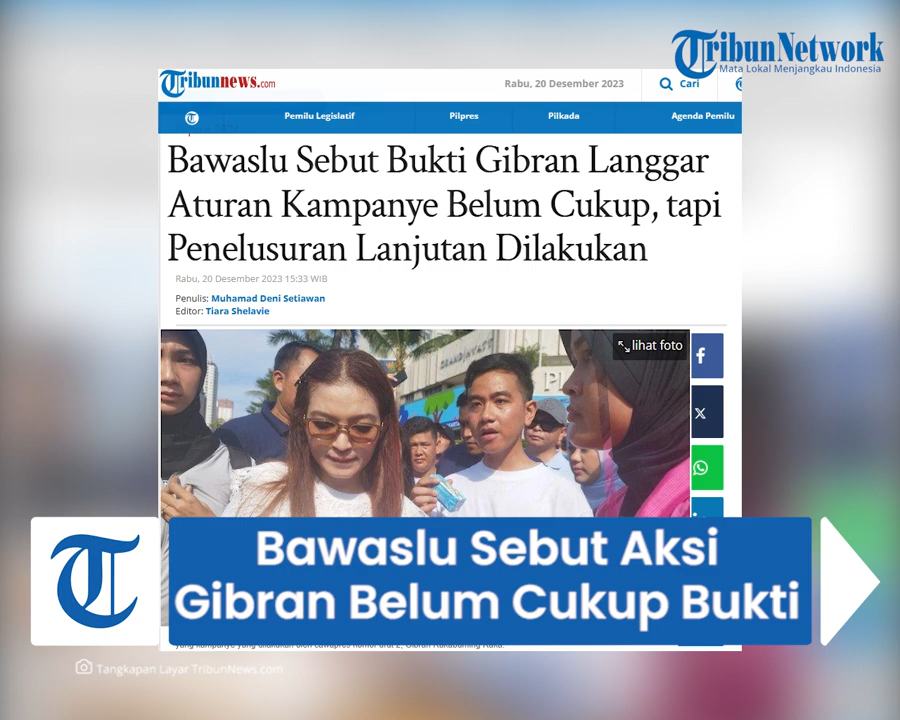 TribunNetwork
Mata Lokal Menjangkau Indonesia
Tribunnews.com
Rabu, 20 Desember 2023
Cari
Pemilu Legislatif
Pilpres
Pilkada
Agenda Pemilu
Bawaslu Sebut Bukti Gibran Langgar
Aturan Kampanye Belum Cukup, tapi
Penelusuran Lanjutan Dilakukan
Rabu, 20 Desember 2023 15:33 WIB
Penulis: Muhamad Deni Setiawan
Editor: Tiara Shelavie
lihat foto
GRAND HYATT
Bawaslu Sebut Aksi
Gibran Belum Cukup Bukti
Tangkapan Layar TribunNews.com